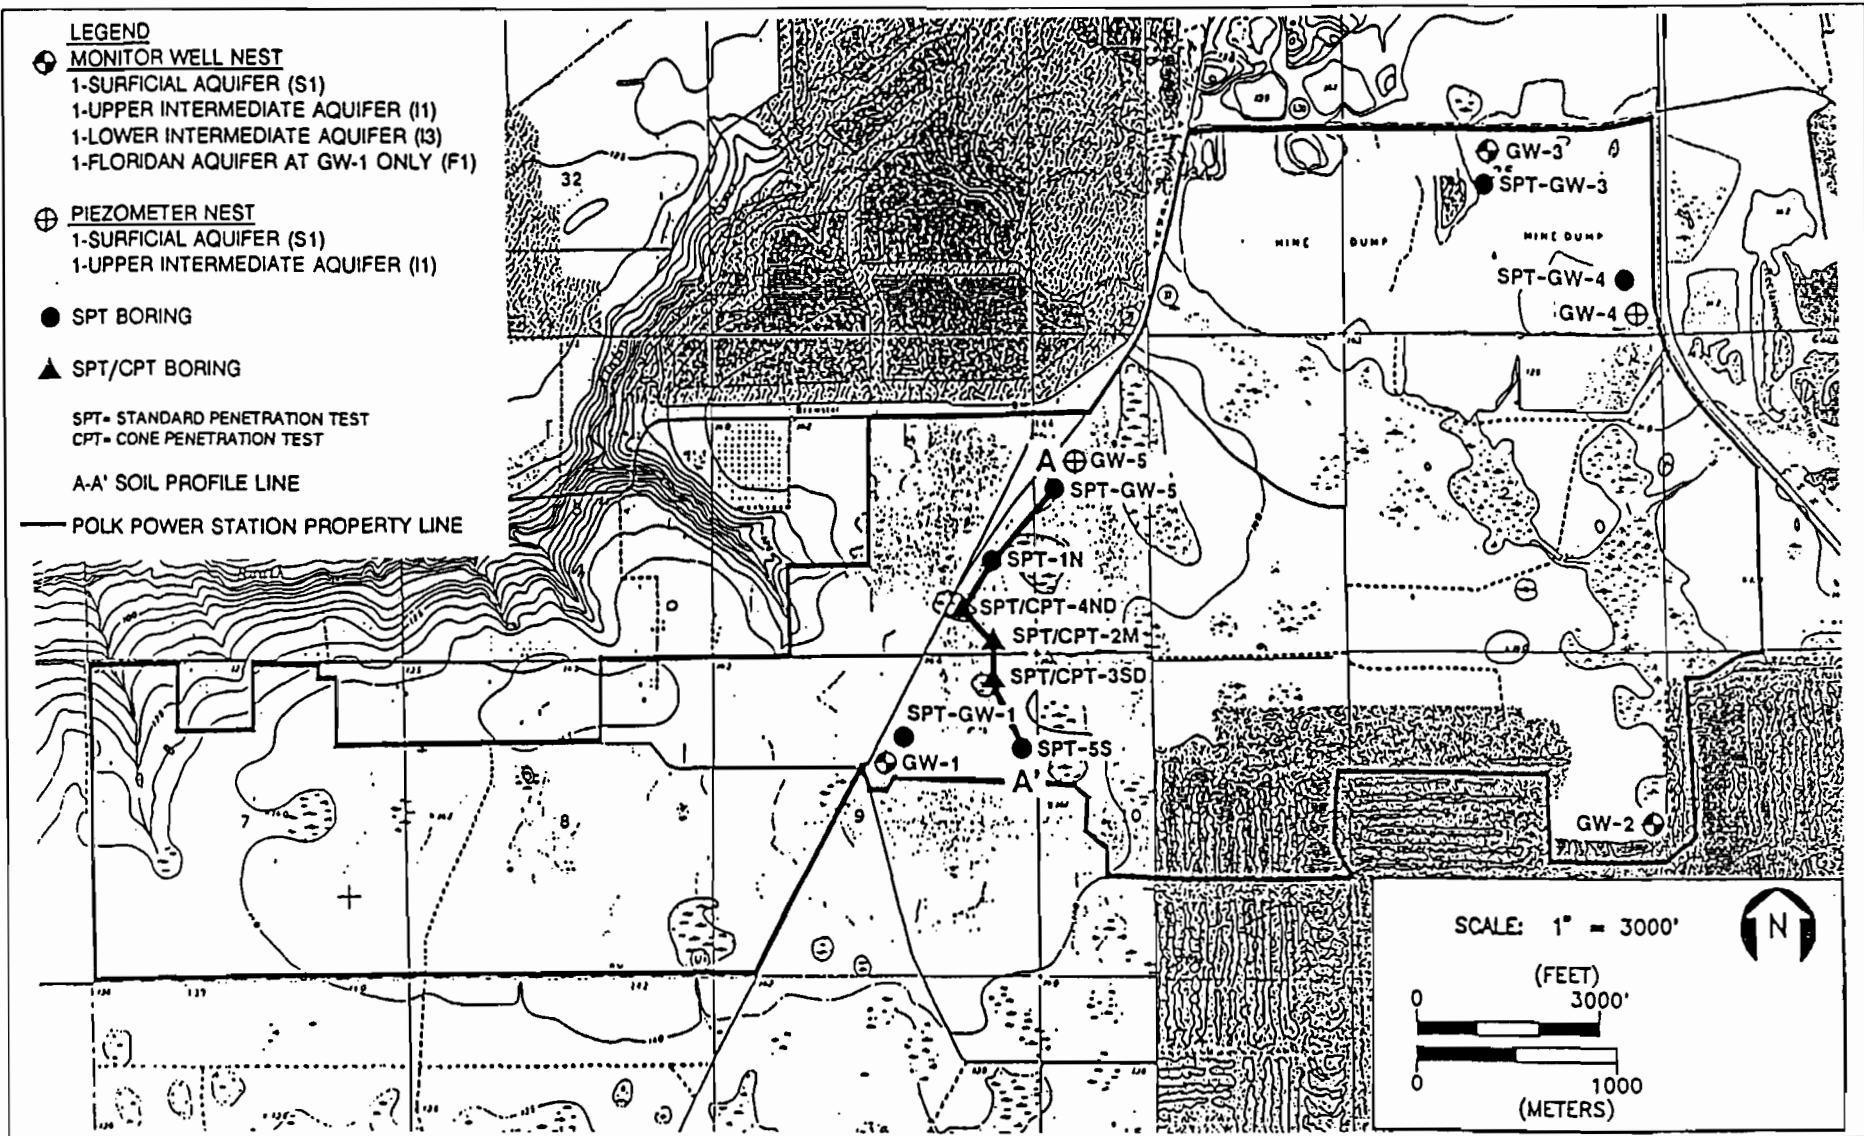 LEGEND
MONITOR WELL NEST
1-SURFICIAL AQUIFER (S1)
1-UPPER INTERMEDIATE AQUIFER (I1)
1-LOWER INTERMEDIATE AQUIFER (I3)
1-FLORIDAN AQUIFER AT GW-1 ONLY (F1)
PIEZOMETER NEST
1-SURFICIAL AQUIFER (S1)
1-UPPER INTERMEDIATE AQUIFER (I1)
SPT BORING
SPT/CPT BORING
SPT= STANDARD PENETRATION TEST
CPT= CONE PENETRATION TEST
A-A' SOIL PROFILE LINE
POLK POWER STATION PROPERTY LINE
32
GW-3
SPT-GW-3
MINE DUMP
MINE DUMP
SPT-GW-4
GW-4
Brewster
A
GW-5
SPT-GW-5
SPT-1N
SPT/CPT-4ND
SPT/CPT-2M
SPT/CPT-3SD
SPT-GW-1
SPT-5S
GW-1
A'
GW-2
7
8
9
SCALE: 1" = 3000'
N
(FEET)
0 3000'
0 1000
(METERS)